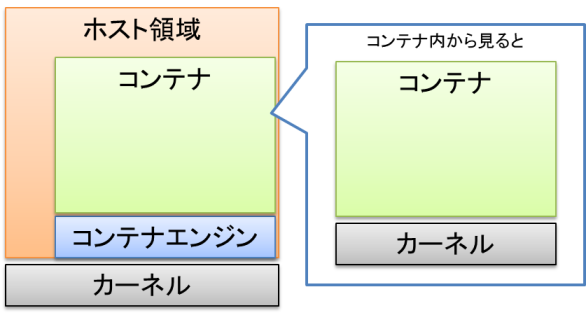 ホスト領域
コンテナ
コンテナエンジン
カーネル
コンテナ内から見ると
コンテナ
カーネル